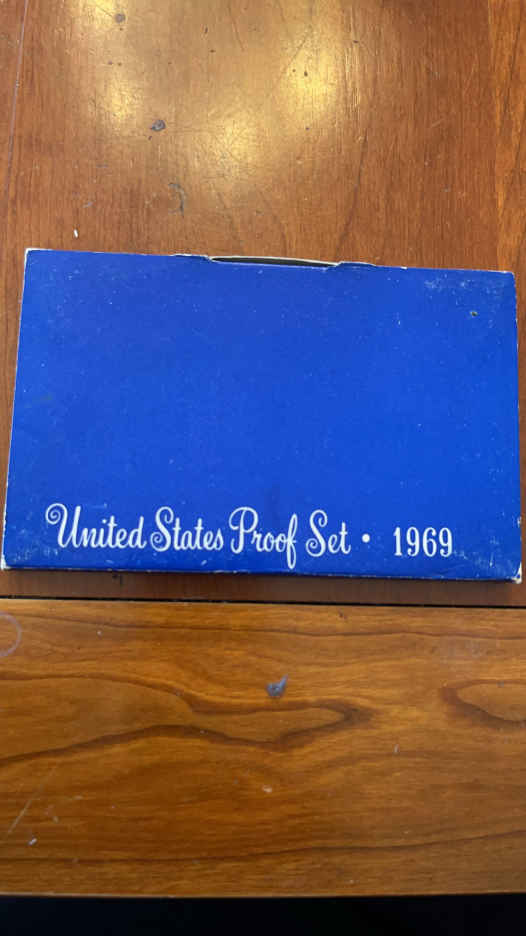 United States Proof Set • 1969